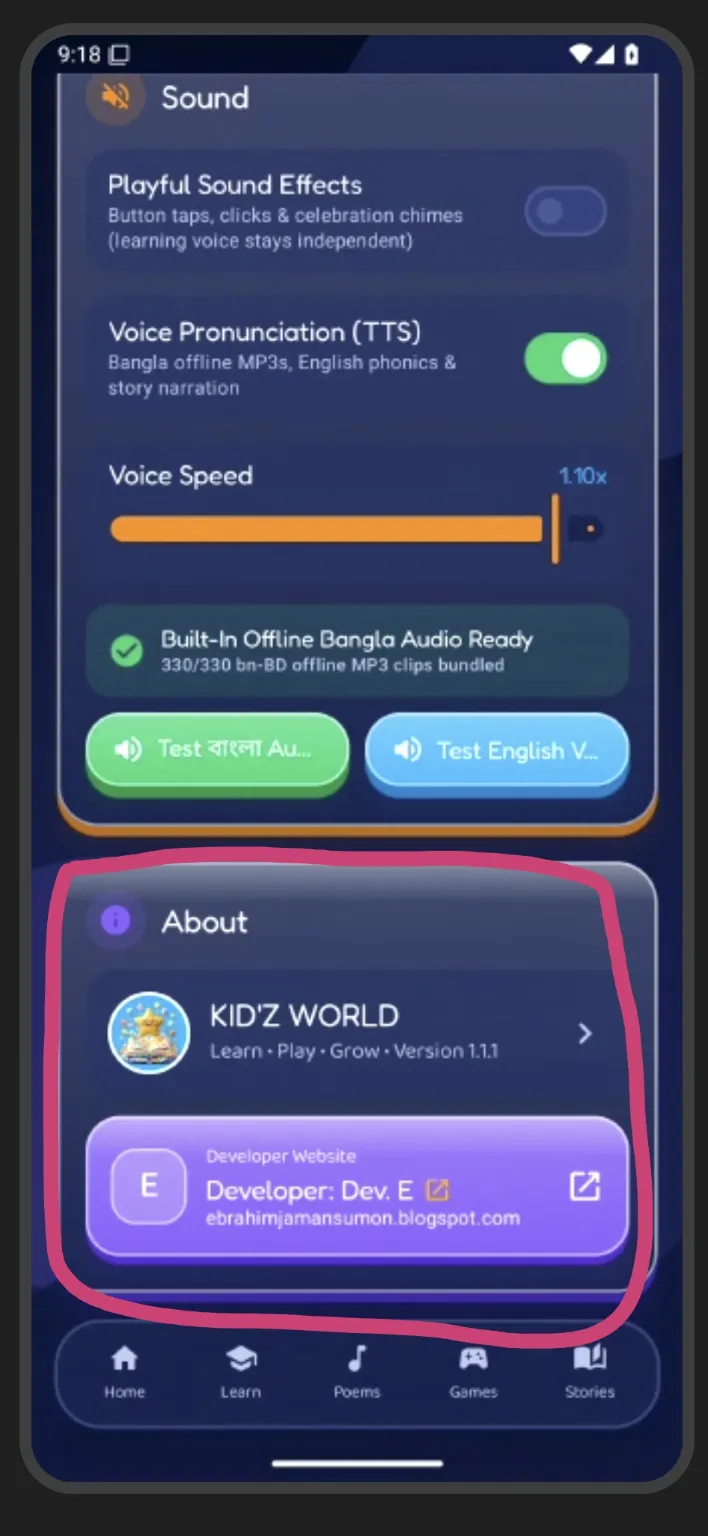 9:18
Sound
Playful Sound Effects
Button taps, clicks & celebration chimes
(learning voice stays independent)
Voice Pronunciation (TTS)
Bangla offline MP3s, English phonics &
story narration
Voice Speed 1.10x
Built-In Offline Bangla Audio Ready
330/330 bn-BD offline MP3 clips bundled
Test বাংলা Au... Test English V...
About
KID'Z WORLD
Learn • Play • Grow • Version 1.1.1
Developer Website
E Developer: Dev. E
ebrahimjamansumon.blogspot.com
Home Learn Poems Games Stories